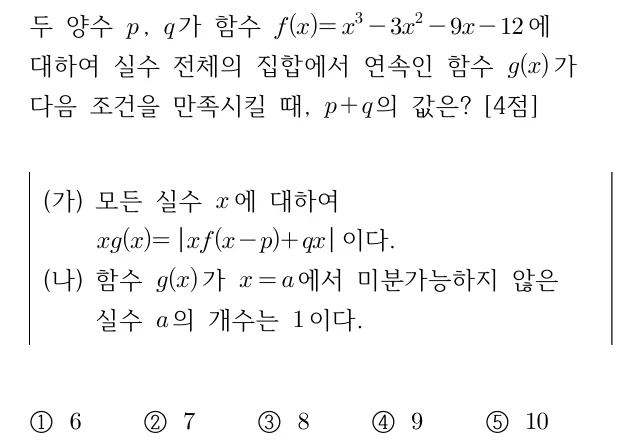 두 양수 p, q가 함수 f(x)=x³−3x²−9x−12에
대하여 실수 전체의 집합에서 연속인 함수 g(x)가
다음 조건을 만족시킬 때, p+q의 값은? [4점]
(가) 모든 실수 x에 대하여
xg(x)=|xf(x−p)+qx|이다.
(나) 함수 g(x)가 x=a에서 미분가능하지 않은
실수 a의 개수는 1이다.
① 6 ② 7 ③ 8 ④ 9 ⑤ 10